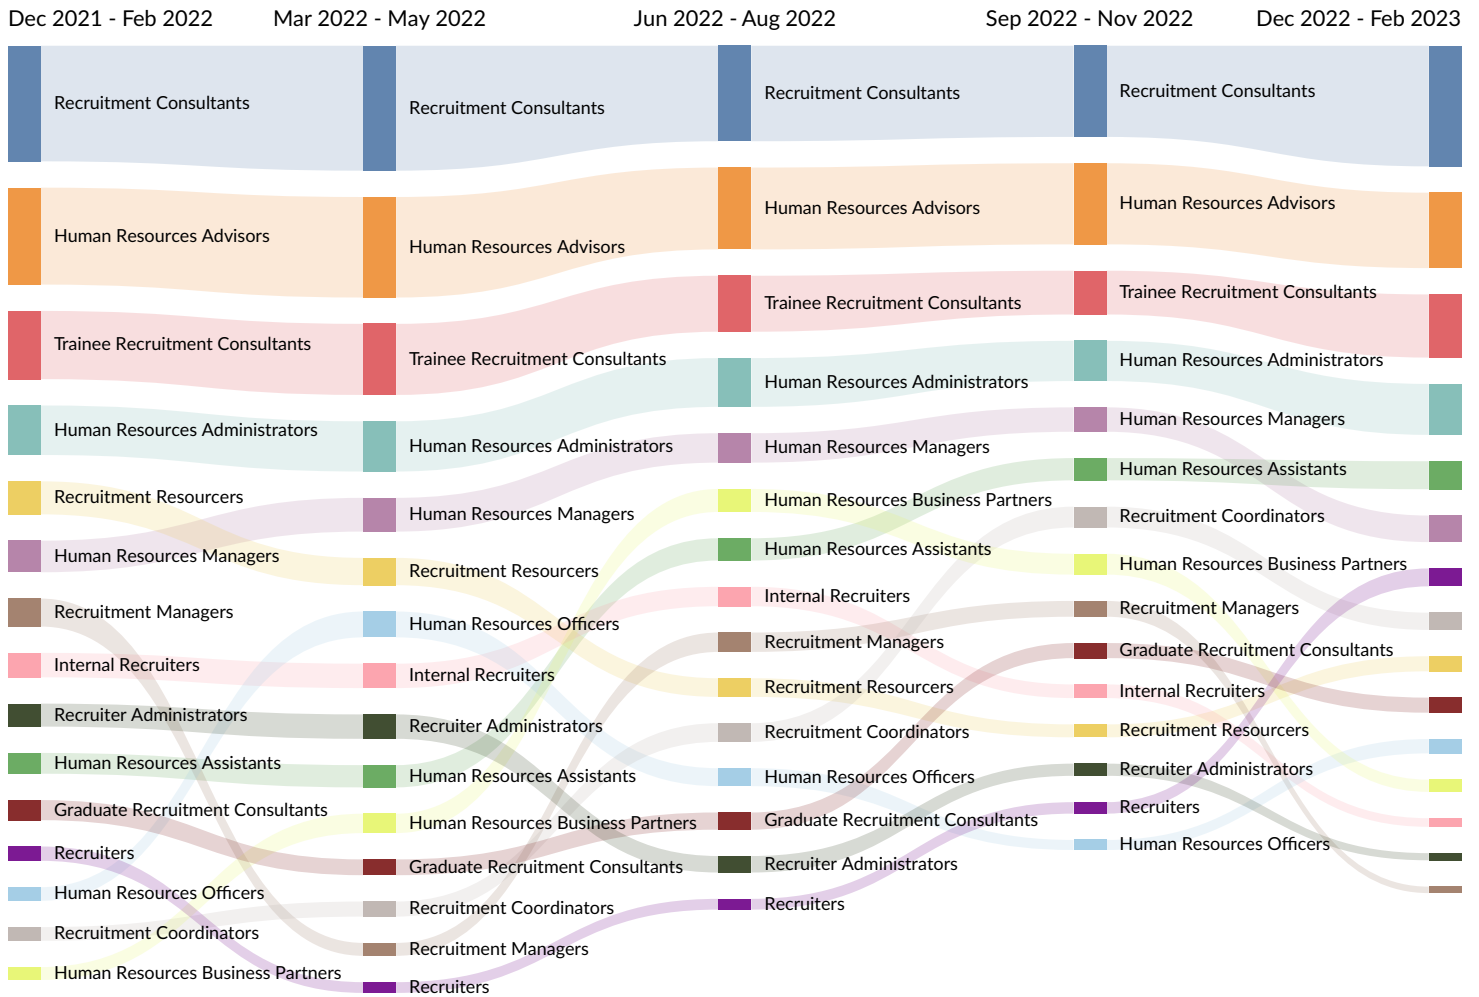 Dec 2021 - Feb 2022
Mar 2022 - May 2022
Jun 2022 - Aug 2022
Sep 2022 - Nov 2022
Dec 2022 - Feb 2023
Recruitment Consultants
Human Resources Advisors
Trainee Recruitment Consultants
Human Resources Administrators
Recruitment Resourcers
Human Resources Managers
Recruitment Managers
Internal Recruiters
Recruiter Administrators
Human Resources Assistants
Graduate Recruitment Consultants
Recruiters
Human Resources Officers
Recruitment Coordinators
Human Resources Business Partners
Recruitment Consultants
Human Resources Advisors
Trainee Recruitment Consultants
Human Resources Administrators
Human Resources Managers
Recruitment Resourcers
Human Resources Officers
Internal Recruiters
Recruiter Administrators
Human Resources Assistants
Human Resources Business Partners
Graduate Recruitment Consultants
Recruitment Coordinators
Recruitment Managers
Recruiters
Recruitment Consultants
Human Resources Advisors
Trainee Recruitment Consultants
Human Resources Administrators
Human Resources Managers
Human Resources Business Partners
Human Resources Assistants
Internal Recruiters
Recruitment Managers
Recruitment Resourcers
Recruitment Coordinators
Human Resources Officers
Graduate Recruitment Consultants
Recruiter Administrators
Recruiters
Recruitment Consultants
Human Resources Advisors
Trainee Recruitment Consultants
Human Resources Administrators
Human Resources Managers
Human Resources Assistants
Recruitment Coordinators
Human Resources Business Partners
Recruitment Managers
Graduate Recruitment Consultants
Internal Recruiters
Recruitment Resourcers
Recruiter Administrators
Recruiters
Human Resources Officers